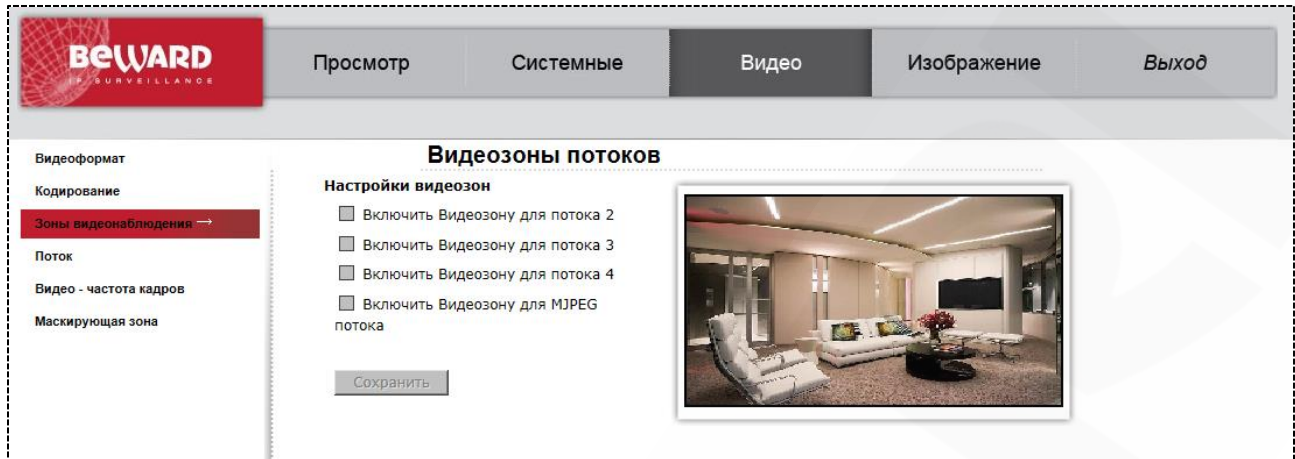 BEWARD
IP SURVEILLANCE
Просмотр
Системные
Видео
Изображение
Выход
Видеоформат
Кодирование
Зоны видеонаблюдения →
Поток
Видео - частота кадров
Маскирующая зона
Видеозоны потоков
Настройки видеозон
Включить Видеозону для потока 2
Включить Видеозону для потока 3
Включить Видеозону для потока 4
Включить Видеозону для MJPEG
потока
Сохранить